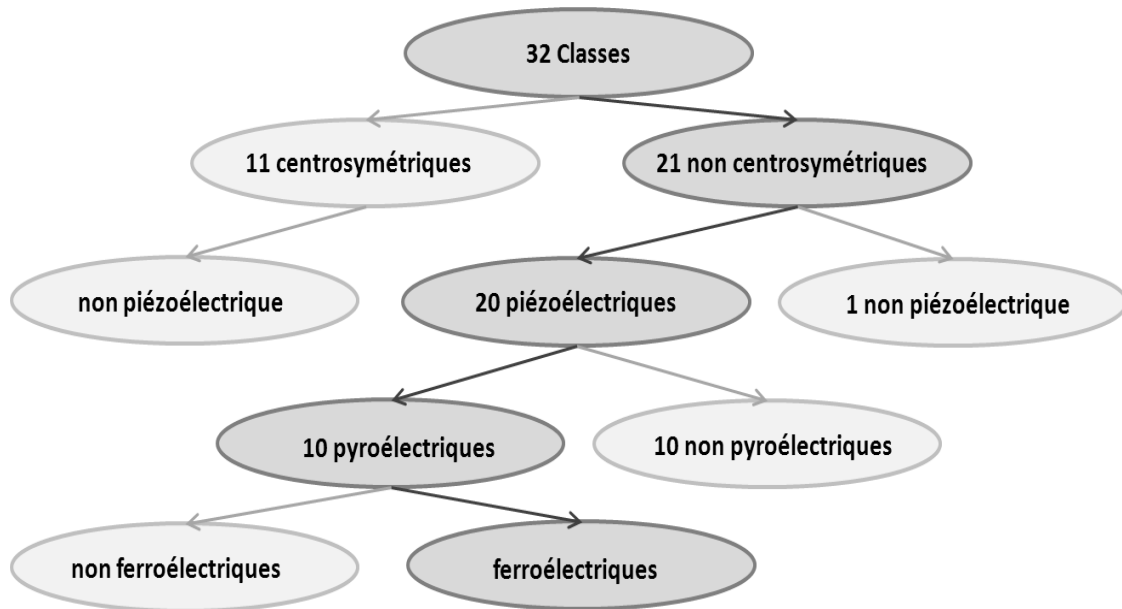 32 Classes
11 centrosymétriques
21 non centrosymétriques
non piézoélectrique
20 piézoélectriques
1 non piézoélectrique
10 pyroélectriques
10 non pyroélectriques
non ferroélectriques
ferroélectriques